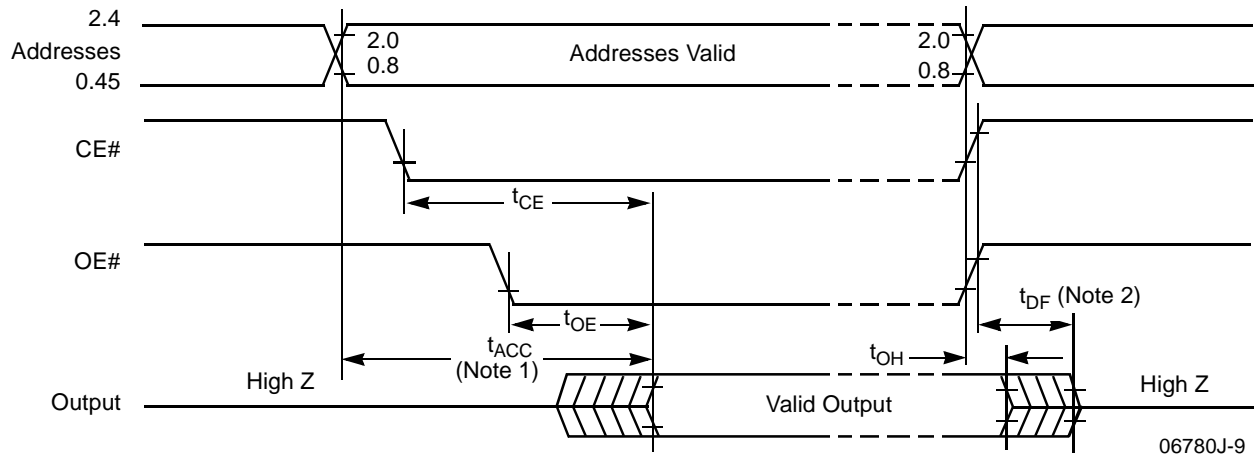 2.4
Addresses
0.45
2.0
0.8
Addresses Valid
2.0
0.8
CE#
tCE
OE#
tOE
tDF (Note 2)
tACC
(Note 1)
tOH
High Z
High Z
Output
Valid Output
06780J-9